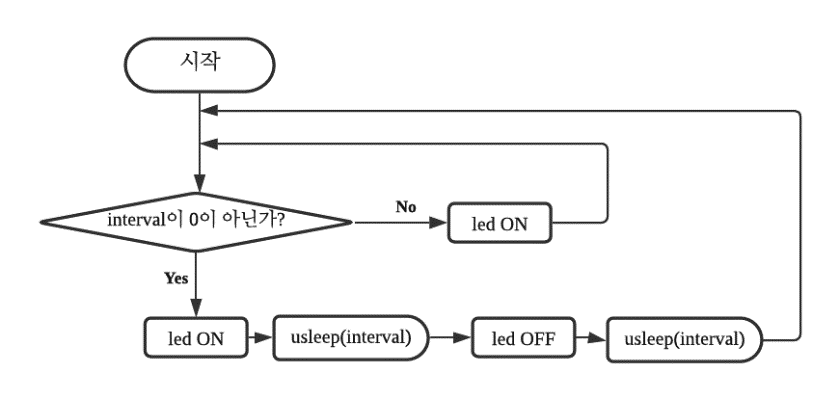 시작
interval이 0이 아닌가?
No
led ON
Yes
led ON
usleep(interval)
led OFF
usleep(interval)